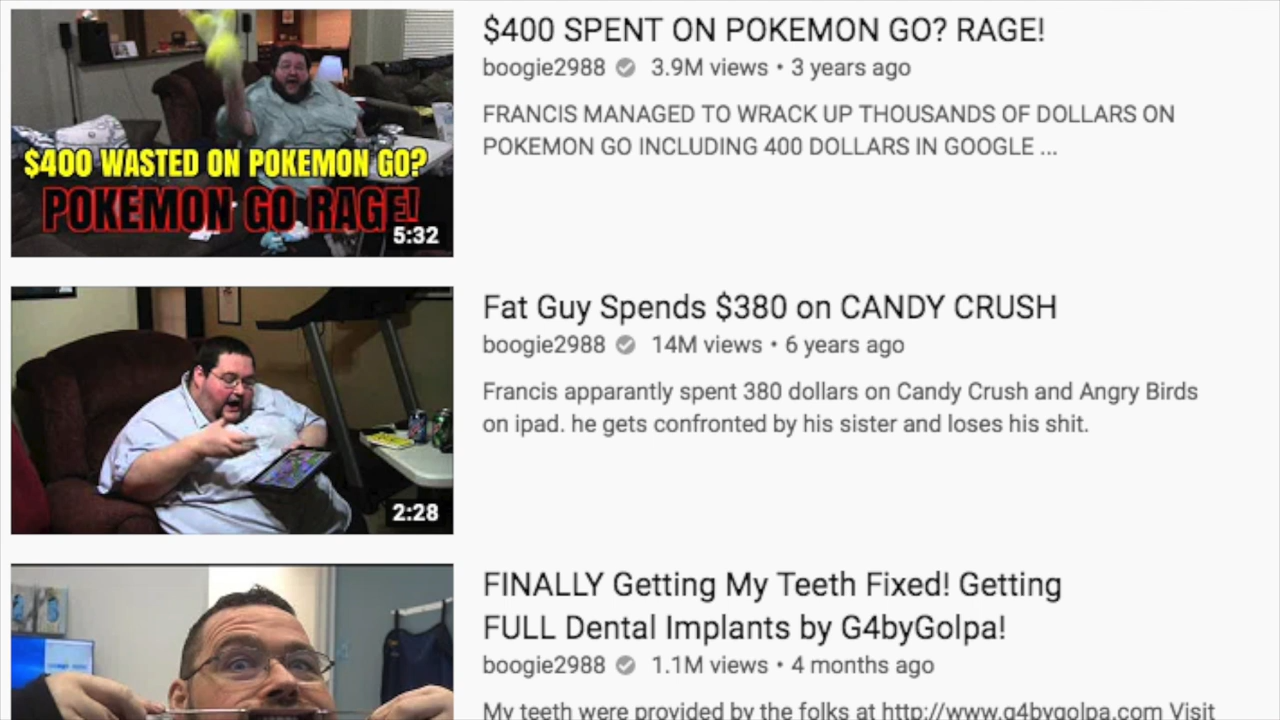 $400 WASTED ON POKEMON GO?
POKEMON GO RAGE!
5:32
$400 SPENT ON POKEMON GO? RAGE!
boogie2988 3.9M views • 3 years ago
FRANCIS MANAGED TO WRACK UP THOUSANDS OF DOLLARS ON
POKEMON GO INCLUDING 400 DOLLARS IN GOOGLE ...
2:28
Fat Guy Spends $380 on CANDY CRUSH
boogie2988 14M views • 6 years ago
Francis apparantly spent 380 dollars on Candy Crush and Angry Birds
on ipad. he gets confronted by his sister and loses his shit.
FINALLY Getting My Teeth Fixed! Getting
FULL Dental Implants by G4byGolpa!
boogie2988 1.1M views • 4 months ago
My teeth were provided by the folks at http://www.g4bygolpa.com Visit